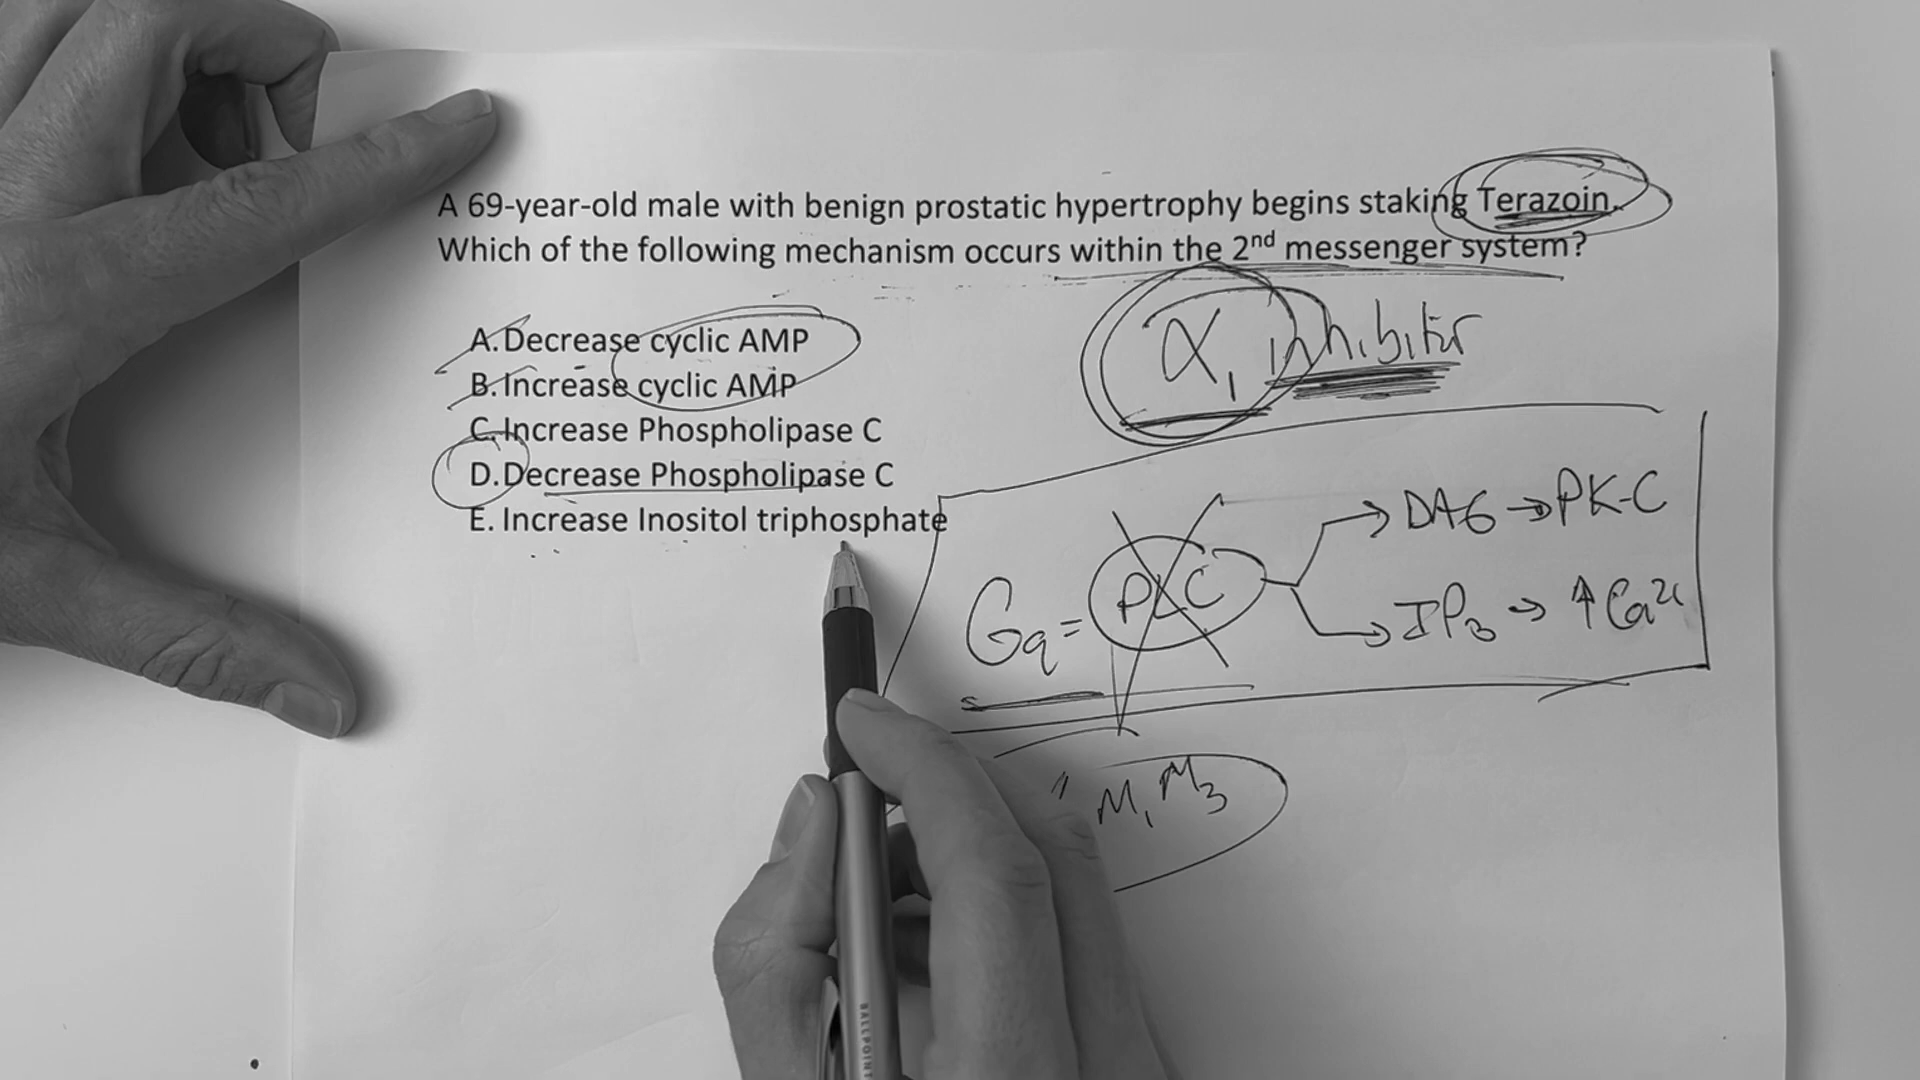 A 69-year-old male with benign prostatic hypertrophy begins staking Terazoin.
Which of the following mechanism occurs within the 2nd messenger system?
A. Decrease cyclic AMP
B. Increase cyclic AMP
C. Increase Phospholipase C
D. Decrease Phospholipase C
E. Increase Inositol triphosphate
α1 inhibitor
Gq = PLC
→ DAG → PK-C
→ IP3 → ↑ Ca2+
" M1 M3
BALLPOINT